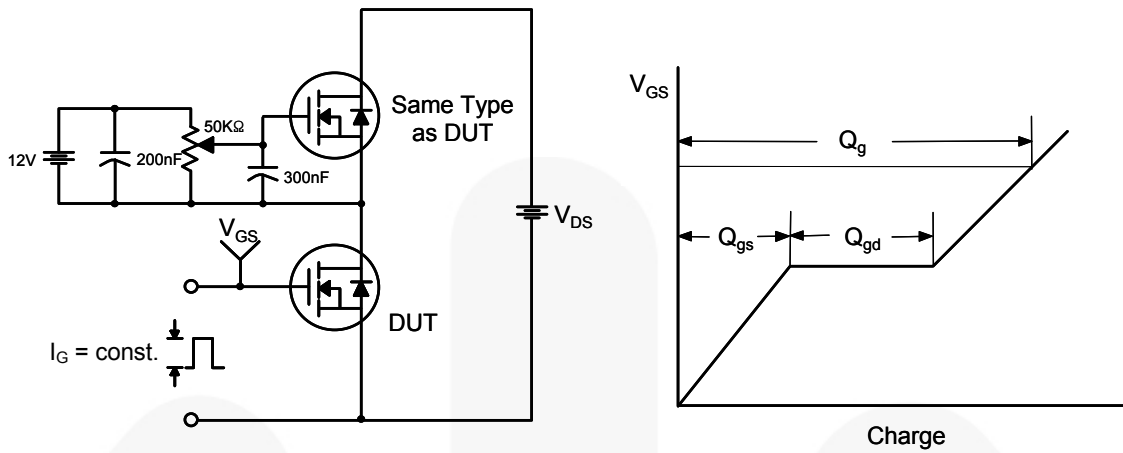 Same Type
as DUT
50KΩ
12V
200nF
300nF
V_GS
V_DS
DUT
I_G = const.
V_GS
Q_g
Q_gs
Q_gd
Charge